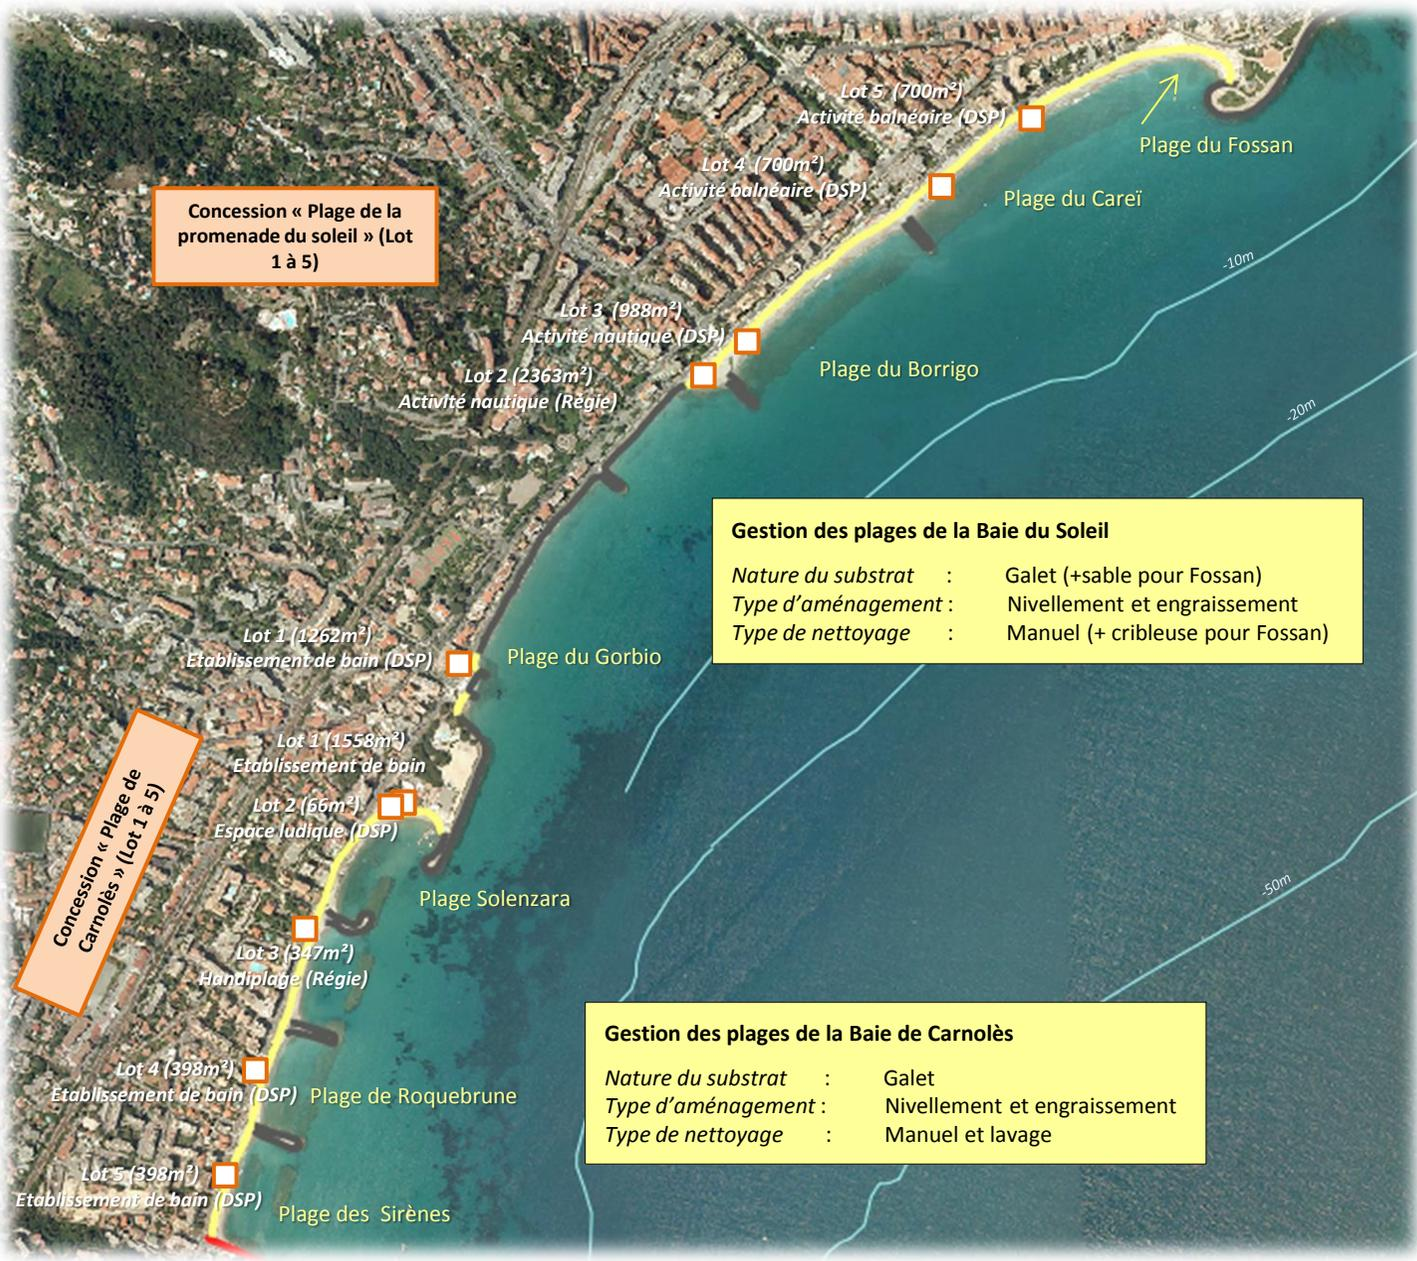 Lot 5 (700m²)
Activité balnéaire (DSP)
Plage du Fossan
Lot 4 (700m²)
Activité balnéaire (DSP)
Plage du Careï
Concession « Plage de la
promenade du soleil » (Lot
1 à 5)
-10m
Lot 3 (988m²)
Activité nautique (DSP)
Plage du Borrigo
Lot 2 (2363m²)
Activité nautique (Régie)
-20m
Gestion des plages de la Baie du Soleil
Nature du substrat : Galet (+sable pour Fossan)
Type d’aménagement : Nivellement et engraissement
Type de nettoyage : Manuel (+ cribleuse pour Fossan)
Lot 1 (1262m²)
Etablissement de bain (DSP)
Plage du Gorbio
Lot 1 (1558m²)
Etablissement de bain
Lot 2 (66m²)
Espace ludique (DSP)
Concession « Plage de
Carnolès » (Lot 1 à 5)
Plage Solenzara
-50m
Lot 3 (347m²)
Handiplage (Régie)
Gestion des plages de la Baie de Carnolès
Nature du substrat : Galet
Type d’aménagement : Nivellement et engraissement
Type de nettoyage : Manuel et lavage
Lot 4 (398m²)
Etablissement de bain (DSP)
Plage de Roquebrune
Lot 5 (398m²)
Etablissement de bain (DSP)
Plage des Sirènes